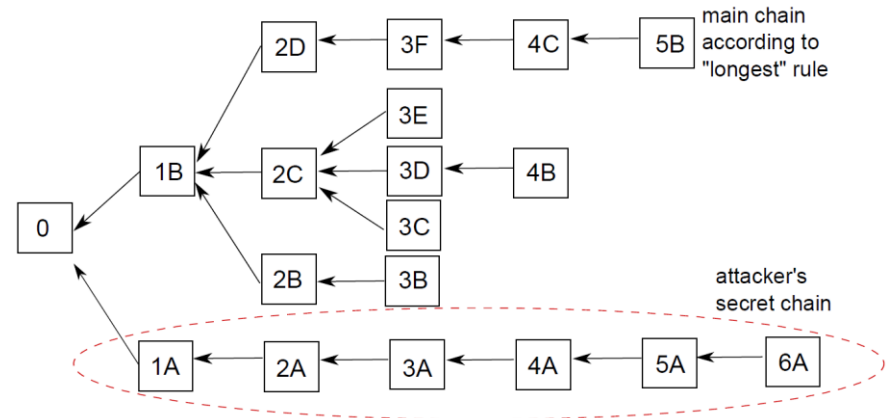 2D
3F
4C
5B
main chain
according to
"longest" rule
3E
1B
2C
3D
4B
0
3C
2B
3B
attacker's
secret chain
1A
2A
3A
4A
5A
6A